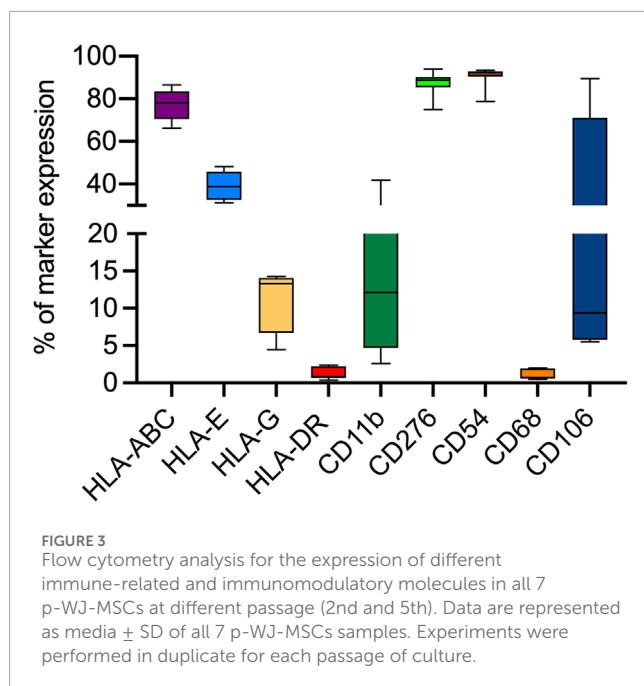 100
80
60
40
20
15
10
5
0
% of marker expression
HLA-ABC
HLA-E
HLA-G
HLA-DR
CD11b
CD276
CD54
CD68
CD106
FIGURE 3
Flow cytometry analysis for the expression of different
immune-related and immunomodulatory molecules in all 7
p-WJ-MSCs at different passage (2nd and 5th). Data are represented
as media ± SD of all 7 p-WJ-MSCs samples. Experiments were
performed in duplicate for each passage of culture.